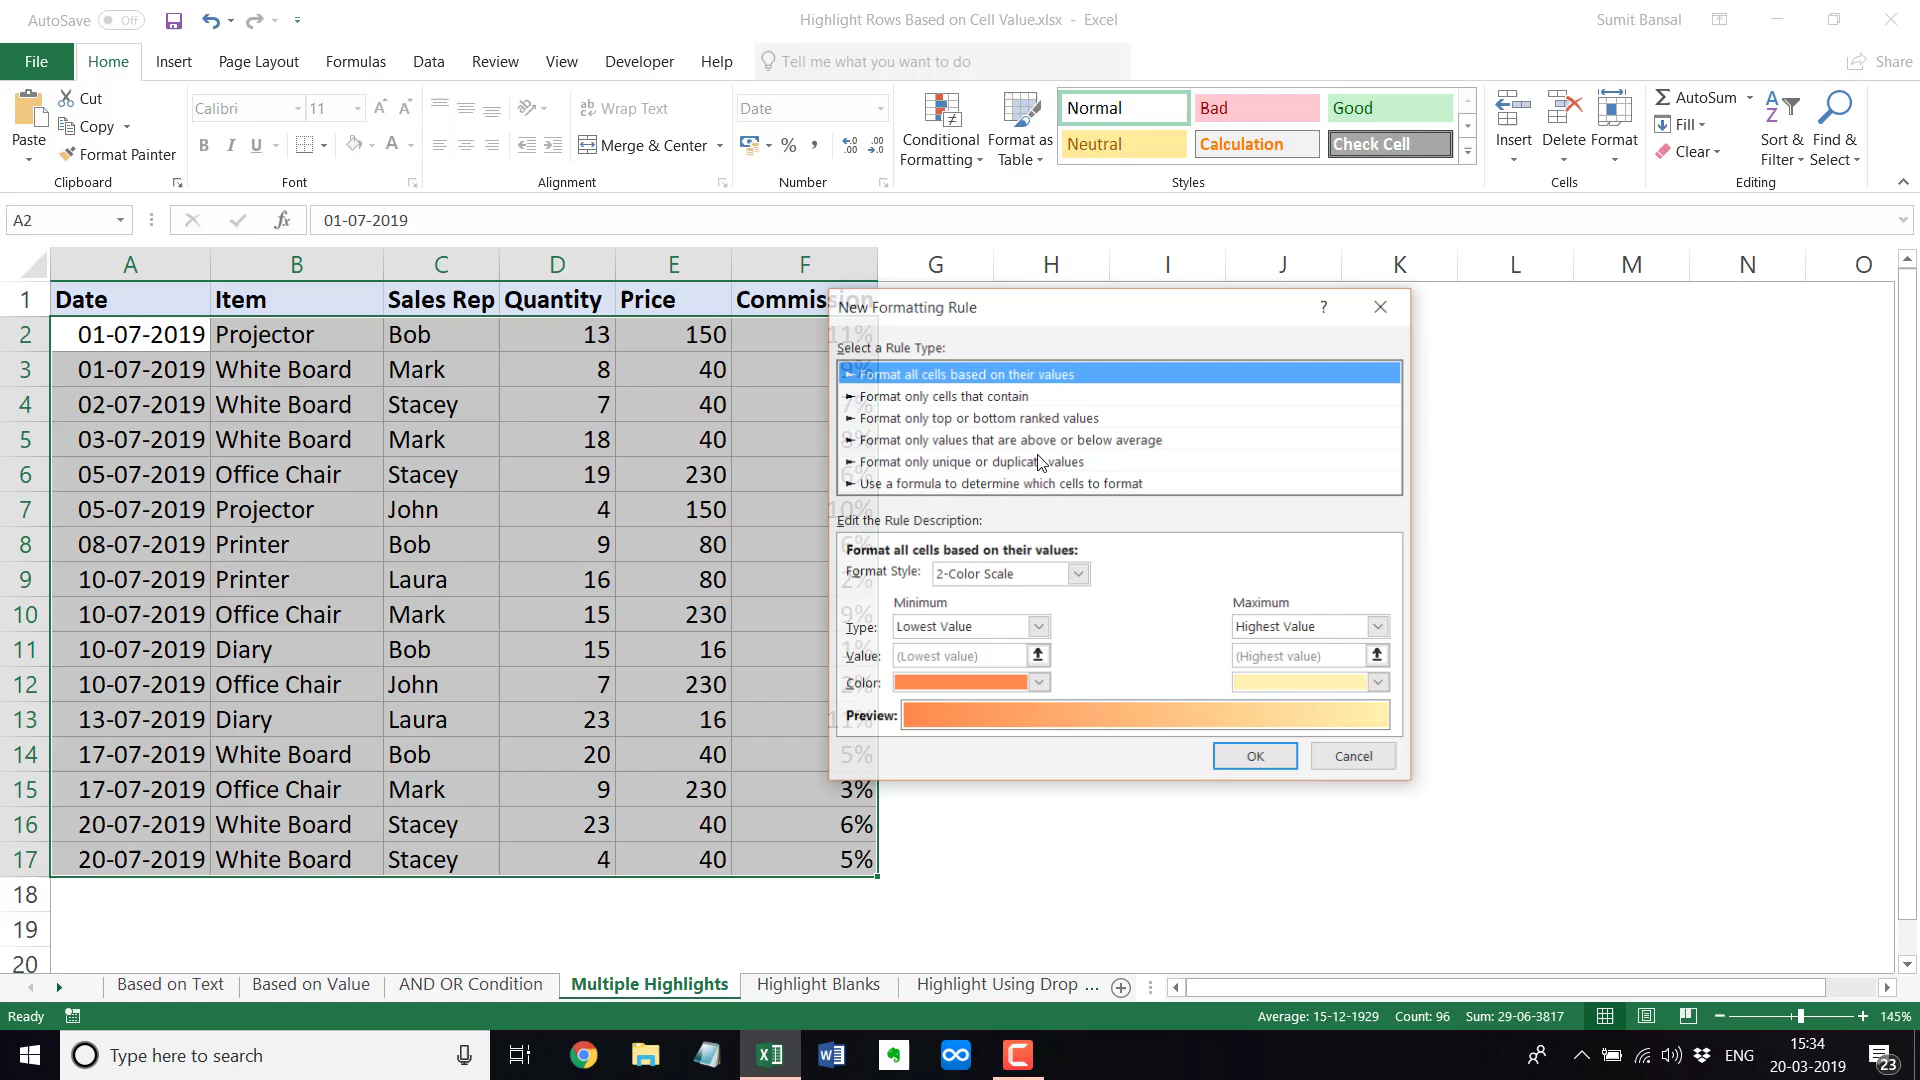 AutoSave Off
Highlight Rows Based on Cell Value.xlsx - Excel
Sumit Bansal
File Home Insert Page Layout Formulas Data Review View Developer Help Tell me what you want to do Share
Paste Cut Copy Format Painter Clipboard
Calibri 11 B I U A Font
ab Wrap Text Merge & Center Alignment
Date % Number
Conditional Formatting Format as Table
Normal Bad Good
Neutral Calculation Check Cell
Styles
Insert Delete Format Cells
AutoSum Fill Clear Sort & Filter Find & Select Editing
A2 fx 01-07-2019
A B C D E F G H I J K L M N O
1 Date Item Sales Rep Quantity Price Commission
2 01-07-2019 Projector Bob 13 150 11%
3 01-07-2019 White Board Mark 8 40 9%
4 02-07-2019 White Board Stacey 7 40 7%
5 03-07-2019 White Board Mark 18 40 8%
6 05-07-2019 Office Chair Stacey 19 230 6%
7 05-07-2019 Projector John 4 150 10%
8 08-07-2019 Printer Bob 9 80 6%
9 10-07-2019 Printer Laura 16 80 2%
10 10-07-2019 Office Chair Mark 15 230 9%
11 10-07-2019 Diary Bob 15 16 1%
12 10-07-2019 Office Chair John 7 230 2%
13 13-07-2019 Diary Laura 23 16 11%
14 17-07-2019 White Board Bob 20 40 5%
15 17-07-2019 Office Chair Mark 9 230 3%
16 20-07-2019 White Board Stacey 23 40 6%
17 20-07-2019 White Board Stacey 4 40 5%
18
19
20
New Formatting Rule ?
Select a Rule Type:
► Format all cells based on their values
► Format only cells that contain
► Format only top or bottom ranked values
► Format only values that are above or below average
► Format only unique or duplicate values
► Use a formula to determine which cells to format
Edit the Rule Description:
Format all cells based on their values:
Format Style: 2-Color Scale
Minimum Maximum
Type: Lowest Value Highest Value
Value: (Lowest value) (Highest value)
Color:
Preview:
OK Cancel
Based on Text Based on Value AND OR Condition Multiple Highlights Highlight Blanks Highlight Using Drop ...
Ready Average: 15-12-1929 Count: 96 Sum: 29-06-3817 145%
Type here to search
ENG 15:34
20-03-2019
23